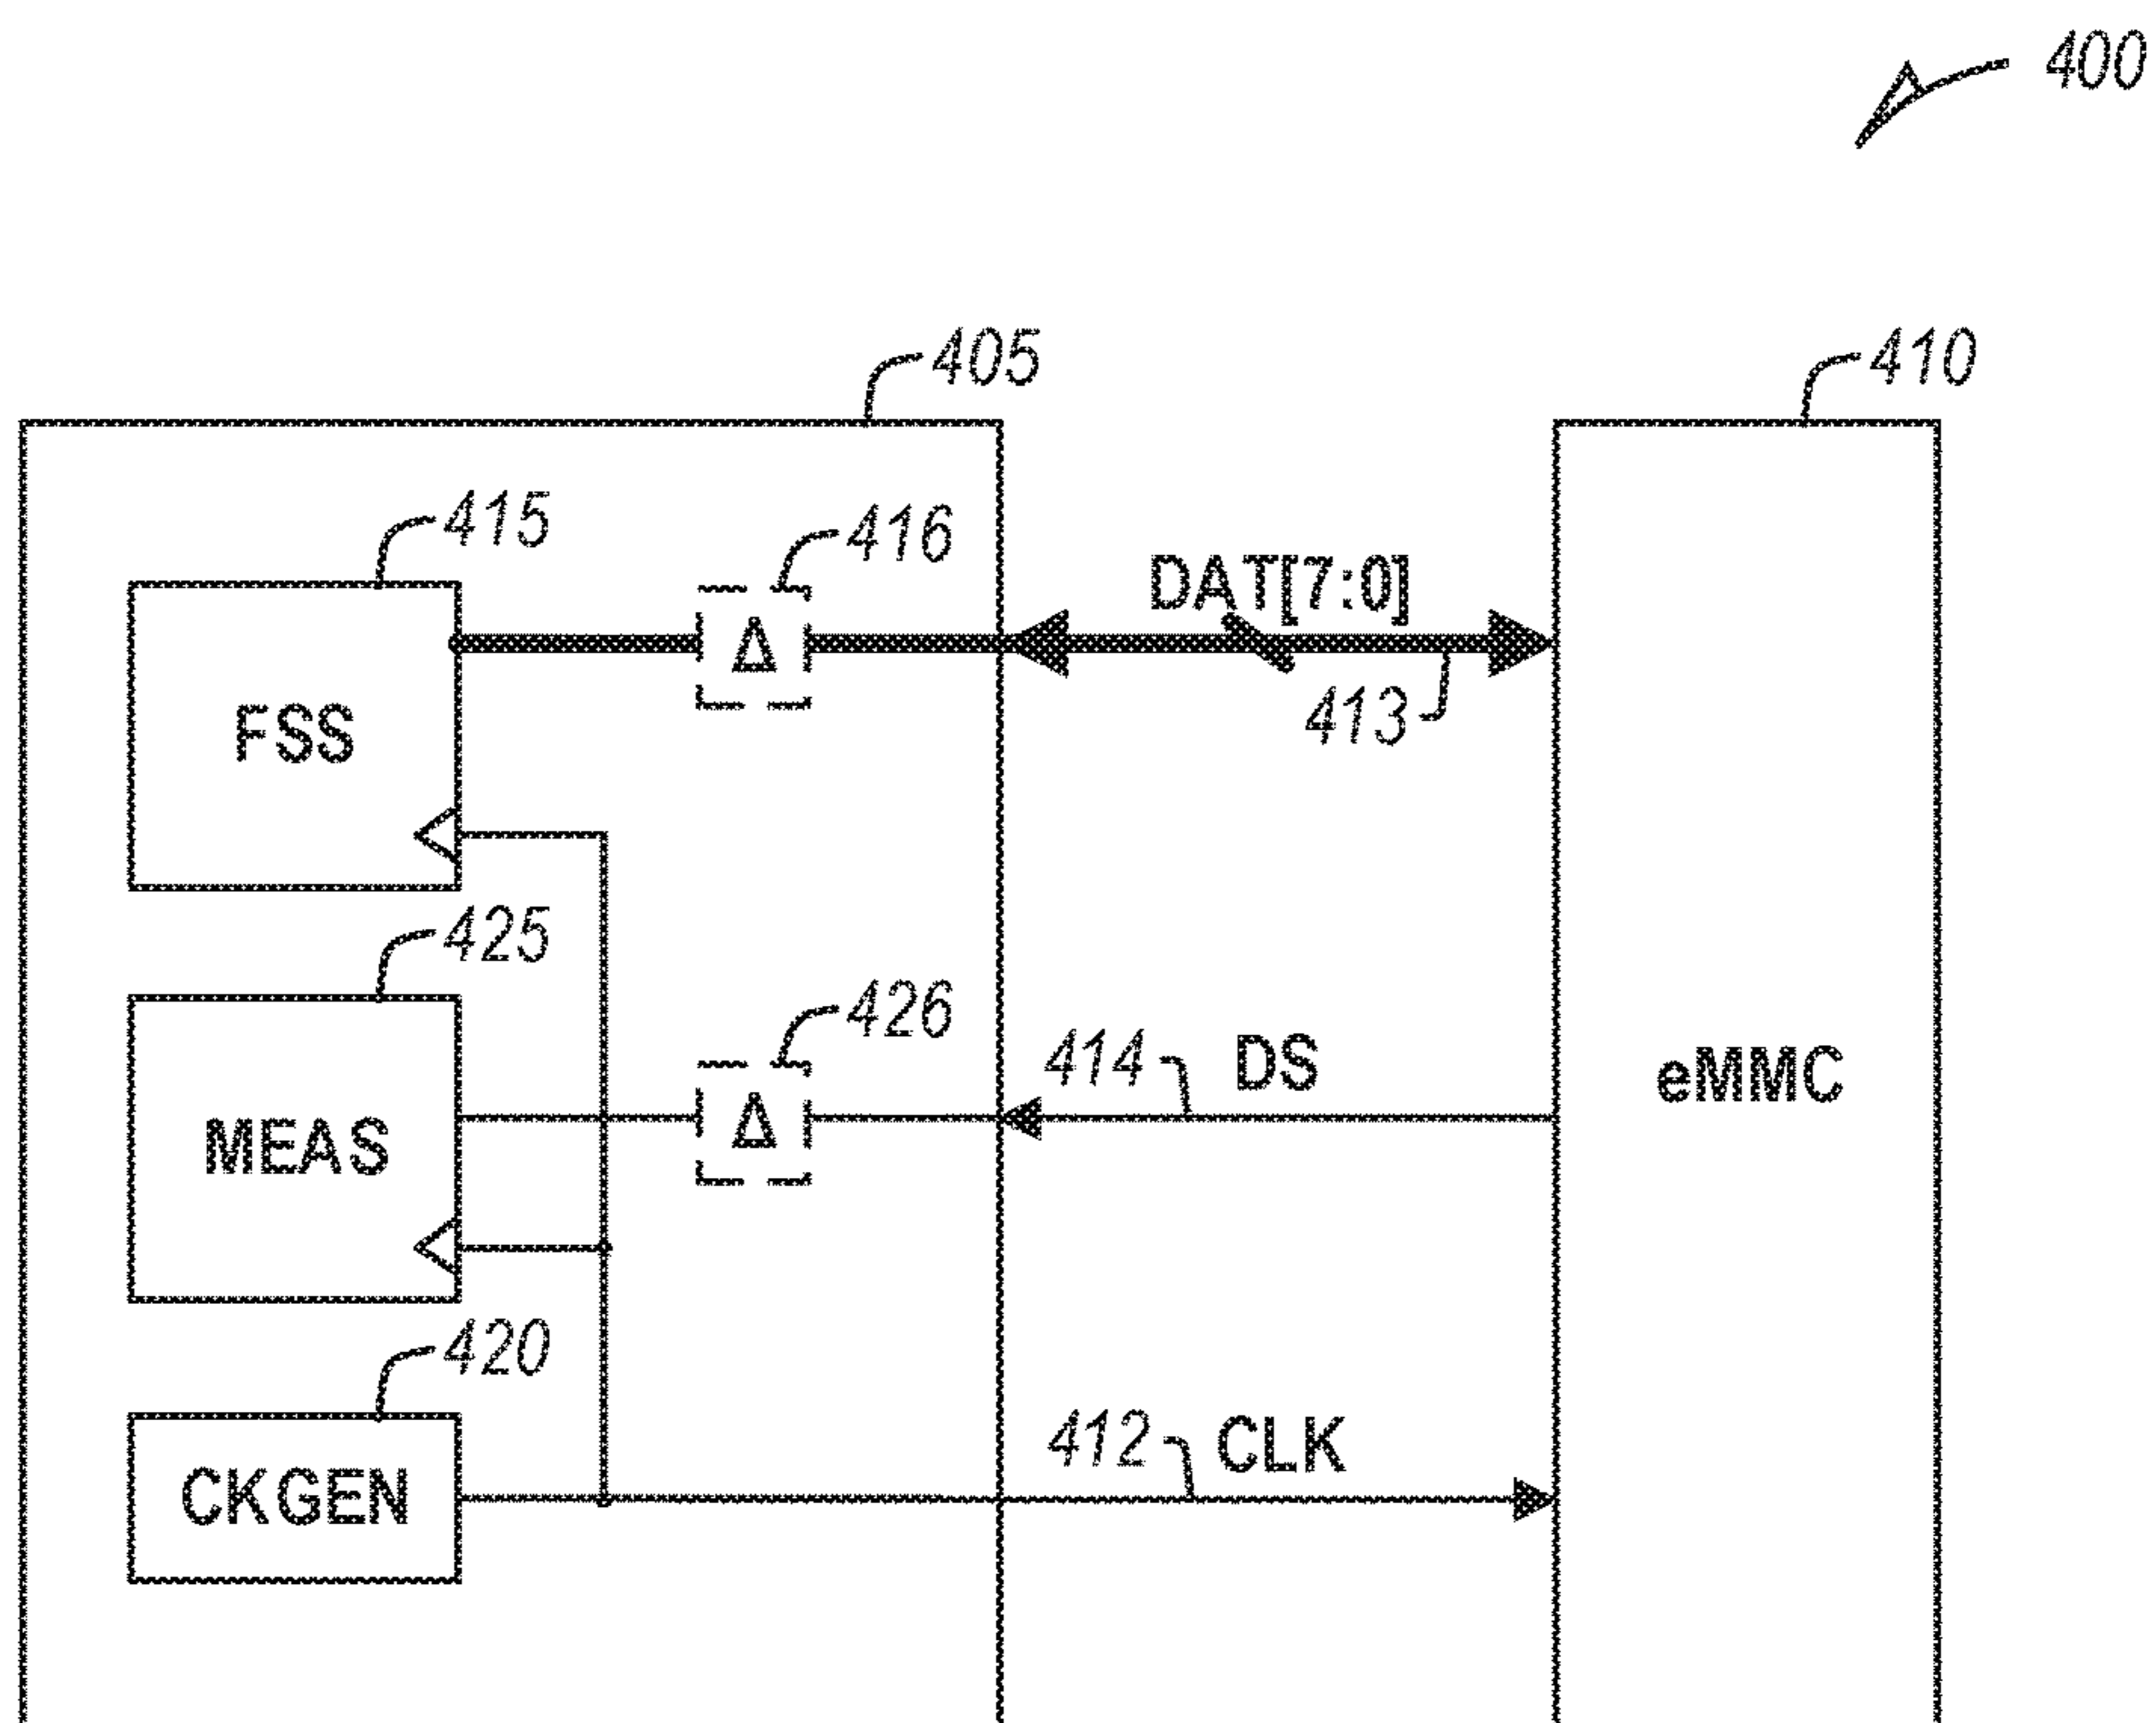 400
405
410
415
416
DAT[7:0]
413
FSS
425
426
414
DS
eMMC
Δ
Δ
MEAS
420
412
CLK
CKGEN